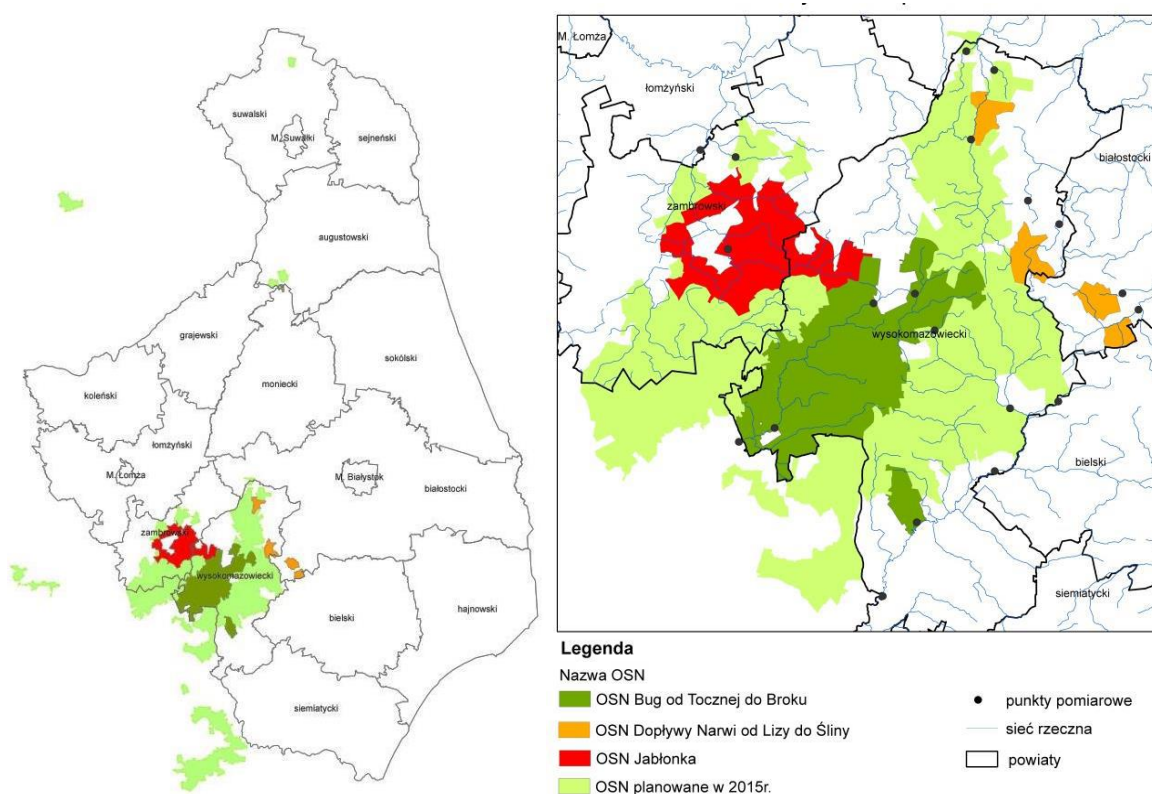 suwalski
M. Suwałki
sejneński
augustowski
grajewski
sokólski
moniecki
koleński
łomżyński
M. Łomża
M. Białystok
białostocki
zambrowski
wysokomazowiecki
bielski
hajnowski
siemiatycki
M. Łomża
łomżyński
białostocki
zambrowski
wysokomazowiecki
bielski
siemiatycki
Legenda
Nazwa OSN
OSN Bug od Tocznej do Broku
OSN Dopływy Narwi od Lizy do Śliny
OSN Jabłonka
OSN planowane w 2015r.
punkty pomiarowe
sieć rzeczna
powiaty